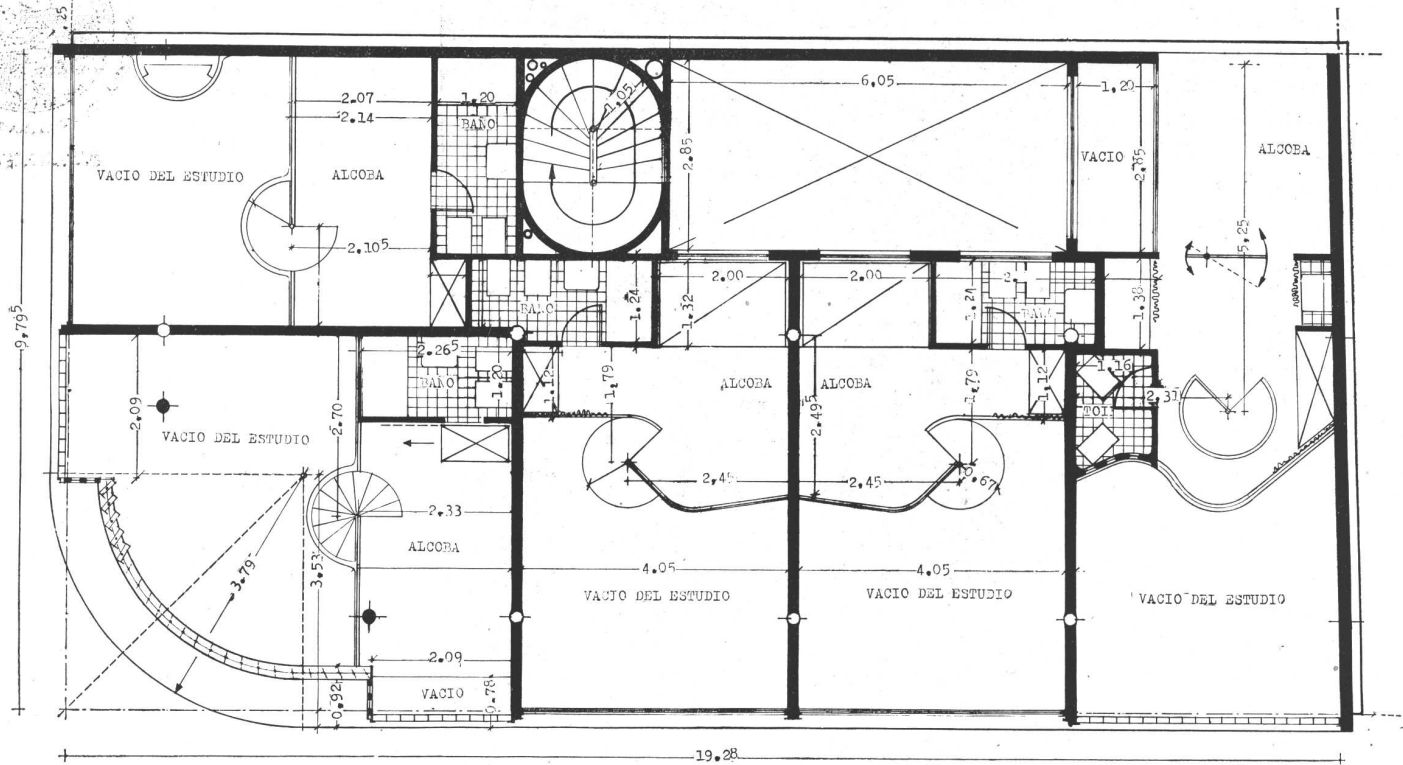 25
2.07
1.20
2.14
BAÑO
1.05
6.05
1.20
2.85
VACIO
2.85
ALCOBA
VACIO DEL ESTUDIO
ALCOBA
2.10⁵
5.25
9.79⁵
2.00
2.00
BAÑO
1.24
1.32
1.21
1.38
2.26⁵
BAÑO
1.20
1.12
1.79
ALCOBA
ALCOBA
2.49⁵
1.79
1.12
1.16
2.31
2.09
2.70
VACIO DEL ESTUDIO
2.45
2.45
0.67
2.33
ALCOBA
3.79
3.53
4.05
4.05
VACIO DEL ESTUDIO
VACIO DEL ESTUDIO
VACIO DEL ESTUDIO
2.09
0.92
VACIO
0.78
19.28